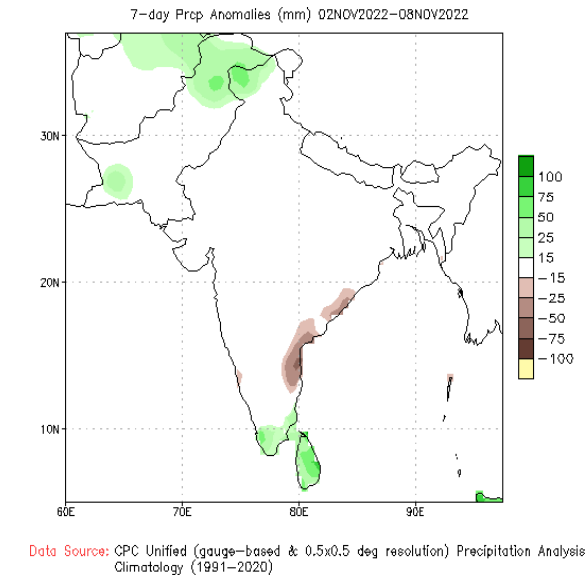 7-day Prcp Anomalies (mm) 02NOV2022-08NOV2022
30N
20N
10N
60E
70E
80E
90E
100
75
50
25
15
-15
-25
-50
-75
-100
Data Source: CPC Unified (gauge-based & 0.5x0.5 deg resolution) Precipitation Analysis
Climatology (1991-2020)